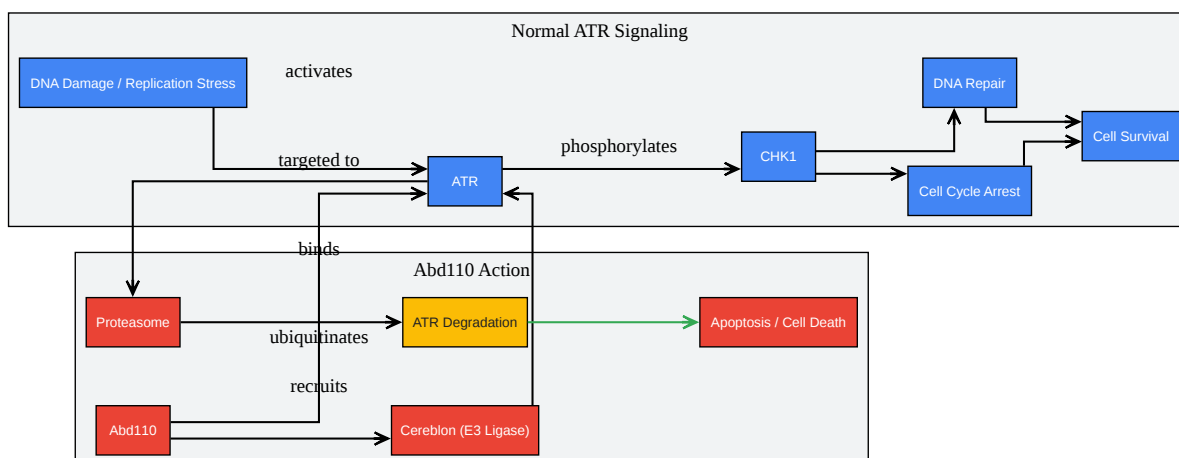 Normal ATR Signaling
DNA Damage / Replication Stress
activates
DNA Repair
Cell Survival
phosphorylates
CHK1
targeted to
ATR
Cell Cycle Arrest
binds
Abd110 Action
Proteasome
ATR Degradation
Apoptosis / Cell Death
ubiquitinates
recruits
Abd110
Cereblon (E3 Ligase)